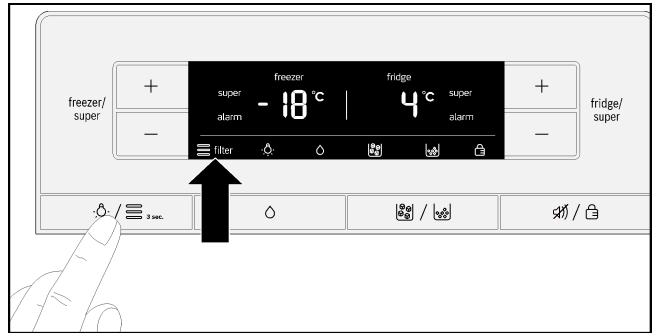 freezer/
super
+
−
freezer
super
alarm
-18 °C
fridge
4 °C
super
alarm
filter
+
−
fridge/
super
/ 3 sec.
/
/